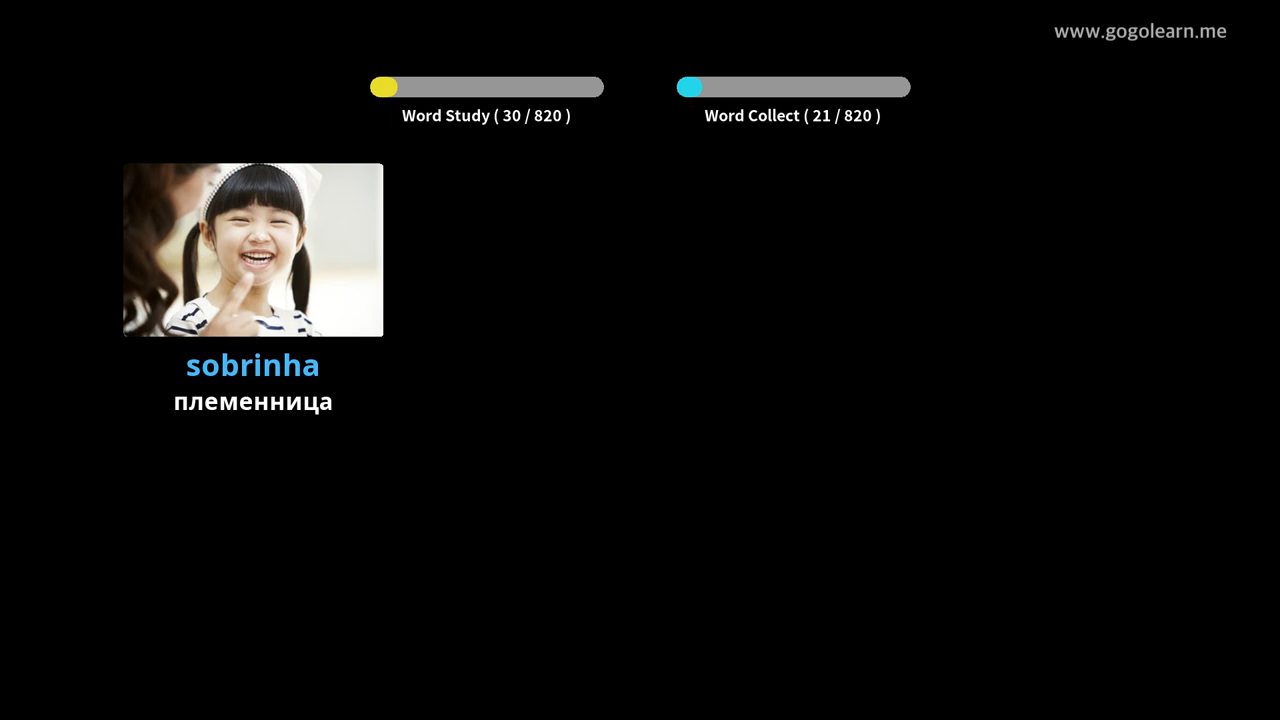 www.gogolearn.me
Word Study ( 30 / 820 )
Word Collect ( 21 / 820 )
sobrinha
племенница